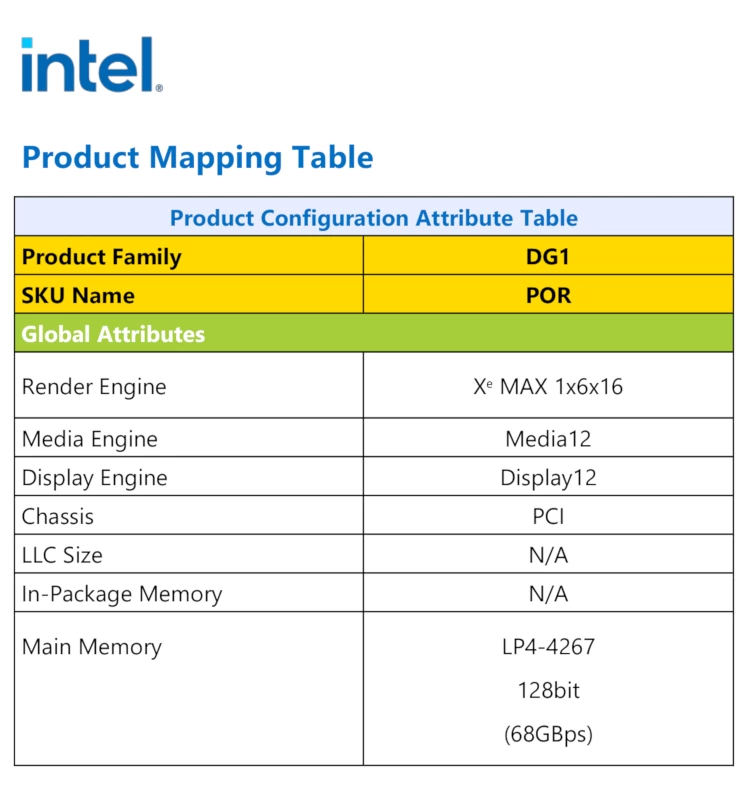 intel®
Product Mapping Table
Product Configuration Attribute Table
Product Family DG1
SKU Name POR
Global Attributes
Render Engine Xᵉ MAX 1x6x16
Media Engine Media12
Display Engine Display12
Chassis PCI
LLC Size N/A
In-Package Memory N/A
Main Memory LP4-4267
128bit
(68GBps)